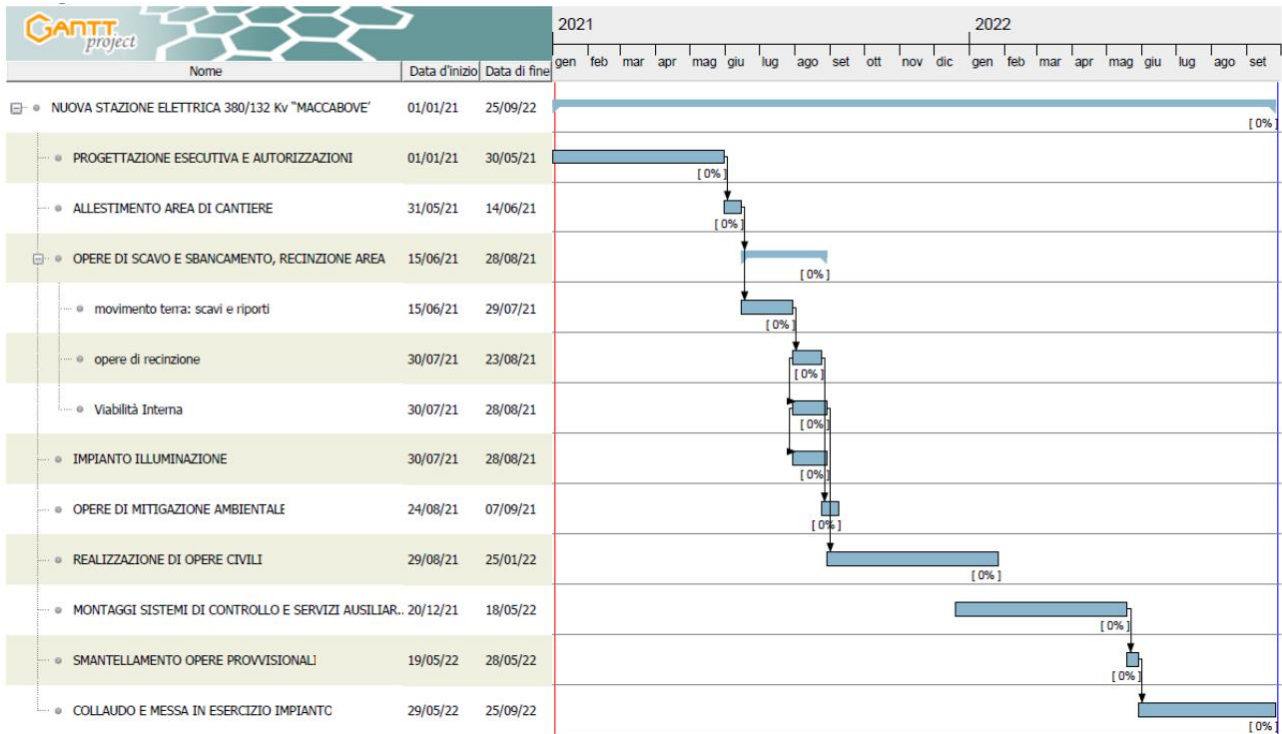 GANTT
project
2021 2022
Nome Data d'inizio Data di fine gen feb mar apr mag giu lug ago set ott nov dic gen feb mar apr mag giu lug ago set
NUOVA STAZIONE ELETTRICA 380/132 Kv "MACCABOVE" 01/01/21 25/09/22
[ 0% ]
PROGETTAZIONE ESECUTIVA E AUTORIZZAZIONI 01/01/21 30/05/21
[ 0% ]
ALLESTIMENTO AREA DI CANTIERE 31/05/21 14/06/21
[ 0% ]
OPERE DI SCAVO E SBANCAMENTO, RECINZIONE AREA 15/06/21 28/08/21
[ 0% ]
movimento terra: scavi e riporti 15/06/21 29/07/21
[ 0% ]
opere di recinzione 30/07/21 23/08/21
[ 0% ]
Viabilità Interna 30/07/21 28/08/21
[ 0% ]
IMPIANTO ILLUMINAZIONE 30/07/21 28/08/21
[ 0% ]
OPERE DI MITIGAZIONE AMBIENTALE 24/08/21 07/09/21
[ 0% ]
REALIZZAZIONE DI OPERE CIVILI 29/08/21 25/01/22
[ 0% ]
MONTAGGI SISTEMI DI CONTROLLO E SERVIZI AUSILIAR.. 20/12/21 18/05/22
[ 0% ]
SMANTELLAMENTO OPERE PROVVISIONALI 19/05/22 28/05/22
[ 0% ]
COLLAUDO E MESSA IN ESERCIZIO IMPIANTO 29/05/22 25/09/22
[ 0% ]